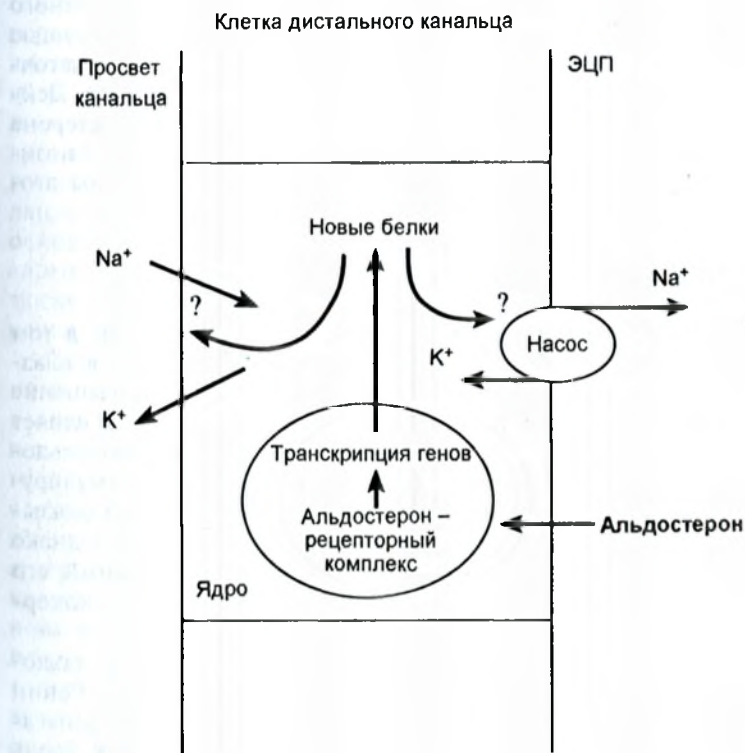 Клетка дистального канальца
Просвет
канальца
ЭЦП
Новые белки
Na⁺
Na⁺
?
?
Насос
K⁺
K⁺
Транскрипция генов
Альдостерон –
рецепторный
комплекс
Альдостерон
Ядро